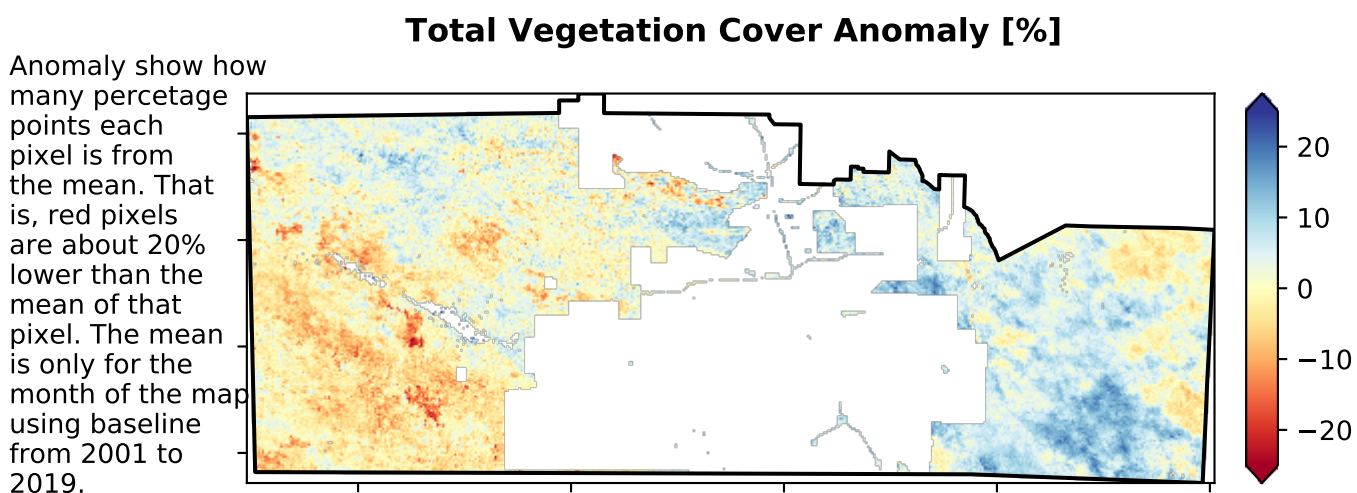 Total Vegetation Cover Anomaly [%]
Anomaly show how
many percetage
points each
pixel is from
the mean. That
is, red pixels
are about 20%
lower than the
mean of that
pixel. The mean
is only for the
month of the map
using baseline
from 2001 to
2019.
20
10
0
−10
−20